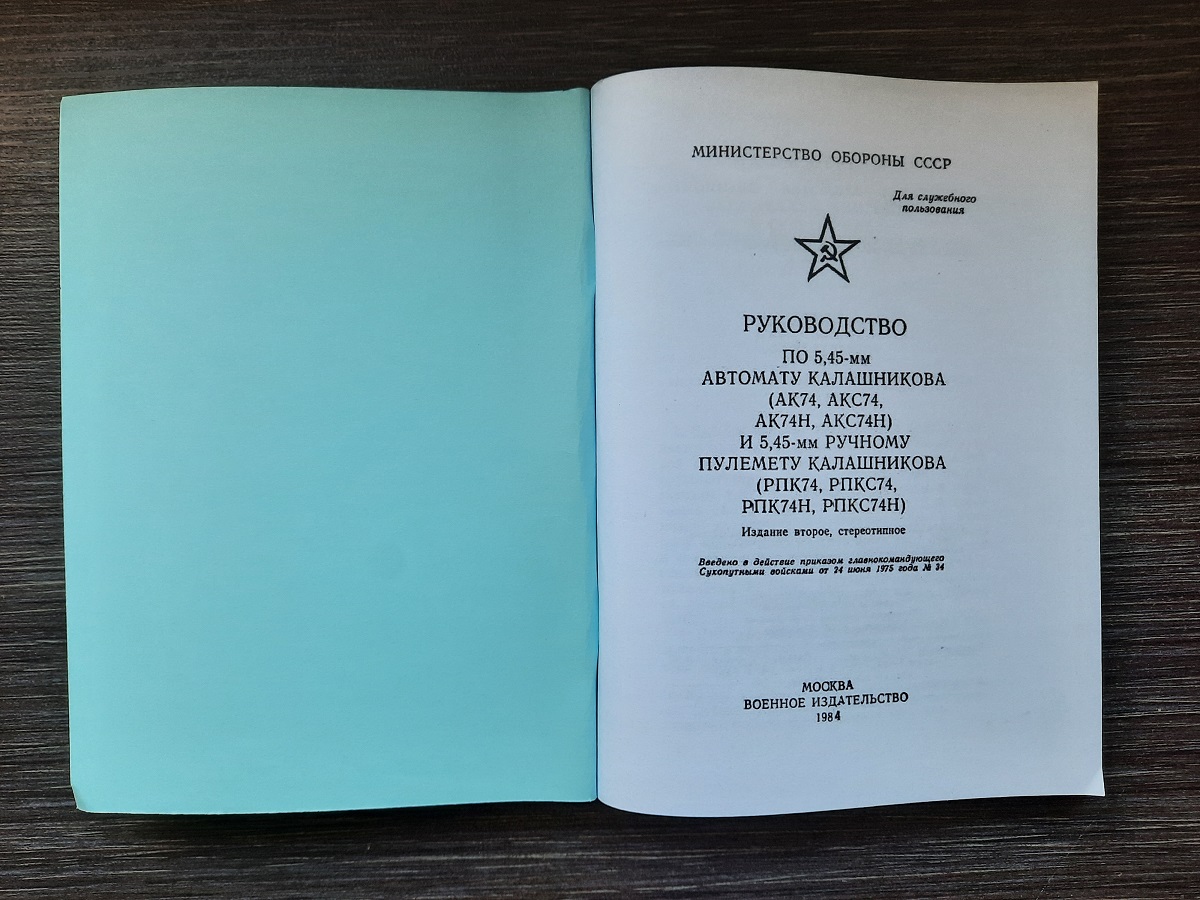 МИНИСТЕРСТВО ОБОРОНЫ СССР
Для служебного
пользования
РУКОВОДСТВО
ПО 5,45-мм
АВТОМАТУ КАЛАШНИКОВА
(АК74, АКС74,
АК74Н, АКС74Н)
И 5,45-мм РУЧНОМУ
ПУЛЕМЕТУ КАЛАШНИКОВА
(РПК74, РПКС74,
РПК74Н, РПКС74Н)
Издание второе, стереотипное
Введено в действие приказом главнокомандующего
Сухопутными войсками от 24 июня 1975 года № 34
МОСКВА
ВОЕННОЕ ИЗДАТЕЛЬСТВО
1984